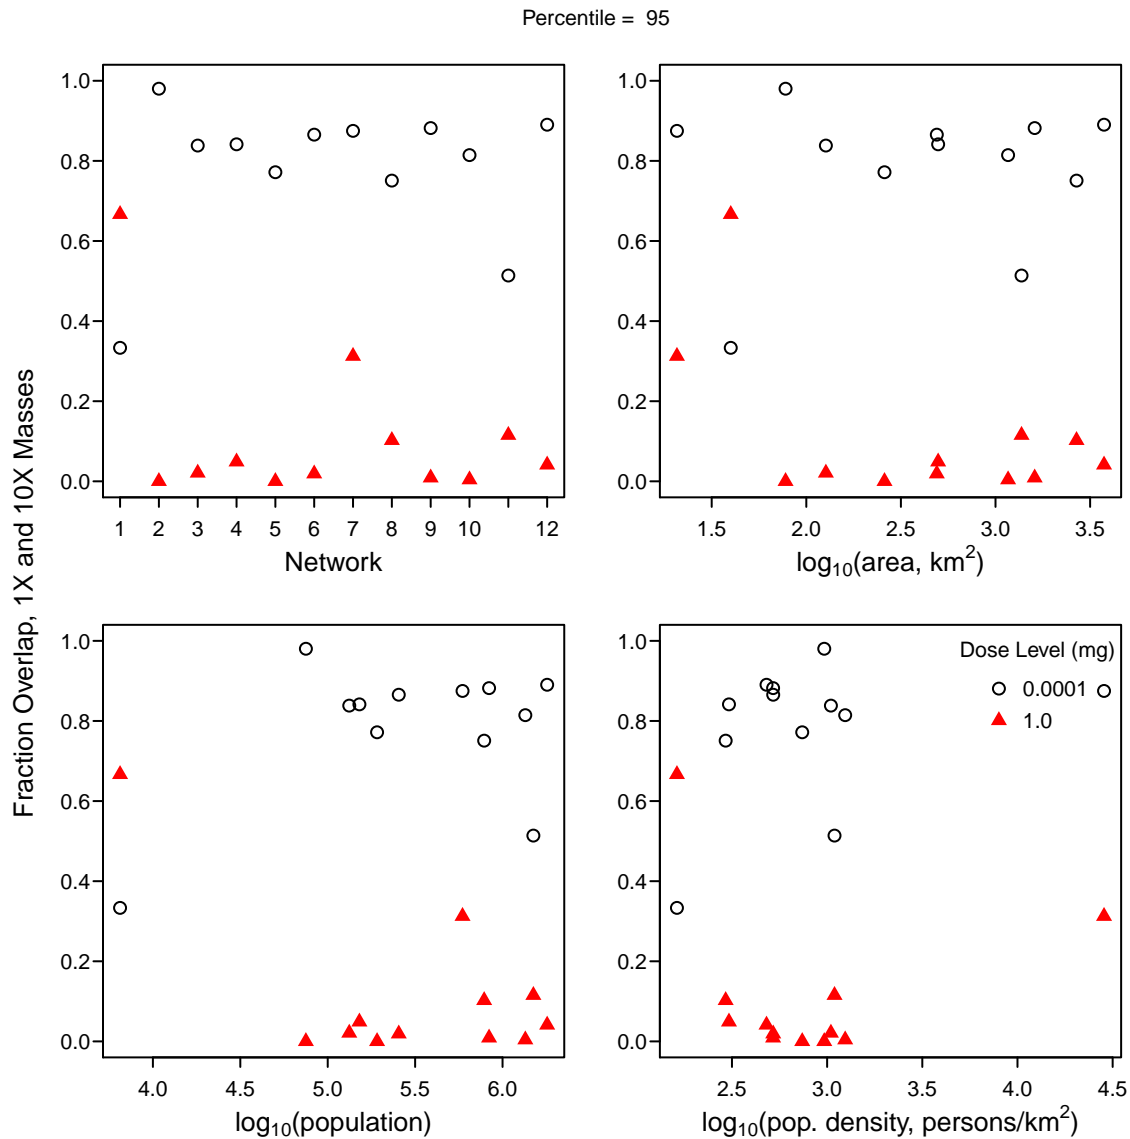 Percentile = 95
Fraction Overlap, 1X and 10X Masses
1.0
0.8
0.6
0.4
0.2
0.0
1 2 3 4 5 6 7 8 9 10 12
Network
1.0
0.8
0.6
0.4
0.2
0.0
1.5 2.0 2.5 3.0 3.5
log₁₀(area, km²)
1.0
0.8
0.6
0.4
0.2
0.0
4.0 4.5 5.0 5.5 6.0
log₁₀(population)
1.0
0.8
0.6
0.4
0.2
0.0
Dose Level (mg)
0.0001
1.0
2.5 3.0 3.5 4.0 4.5
log₁₀(pop. density, persons/km²)